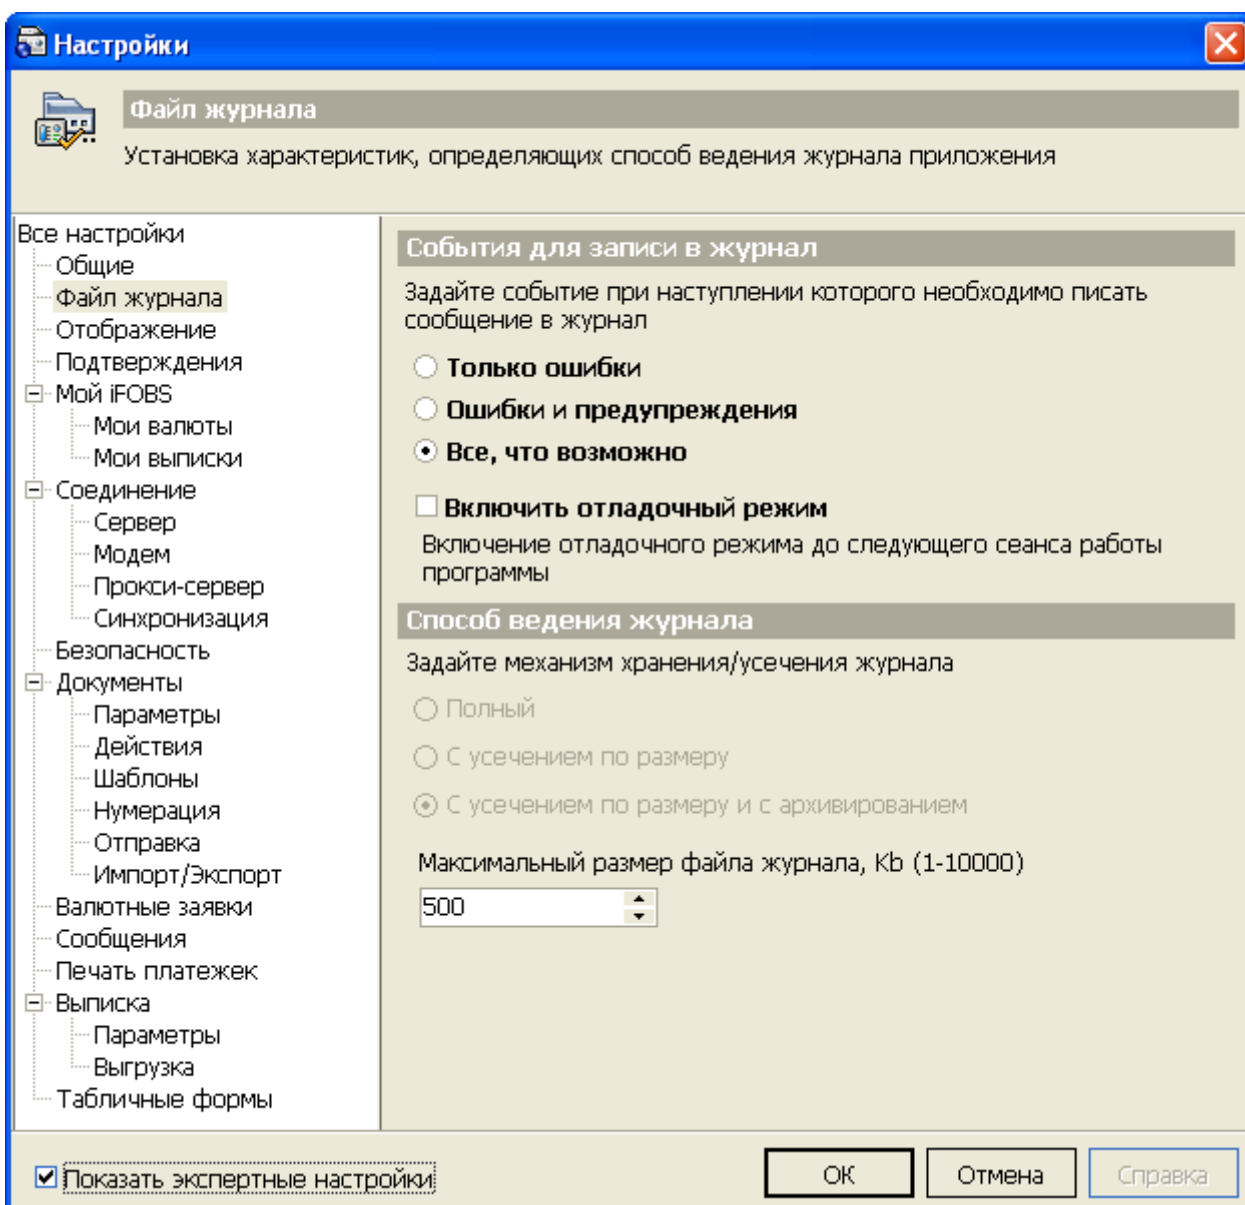 Настройки
Файл журнала
Установка характеристик, определяющих способ ведения журнала приложения
Все настройки
Общие
Файл журнала
Отображение
Подтверждения
Мой iFOBS
Мои валюты
Мои выписки
Соединение
Сервер
Модем
Прокси-сервер
Синхронизация
Безопасность
Документы
Параметры
Действия
Шаблоны
Нумерация
Отправка
Импорт/Экспорт
Валютные заявки
Сообщения
Печать платежек
Выписка
Параметры
Выгрузка
Табличные формы
События для записи в журнал
Задайте событие при наступлении которого необходимо писать
сообщение в журнал
Только ошибки
Ошибки и предупреждения
Все, что возможно
Включить отладочный режим
Включение отладочного режима до следующего сеанса работы
программы
Способ ведения журнала
Задайте механизм хранения/усечения журнала
Полный
С усечением по размеру
С усечением по размеру и с архивированием
Максимальный размер файла журнала, Kb (1-10000)
500
Показать экспертные настройки
ОК
Отмена
Справка